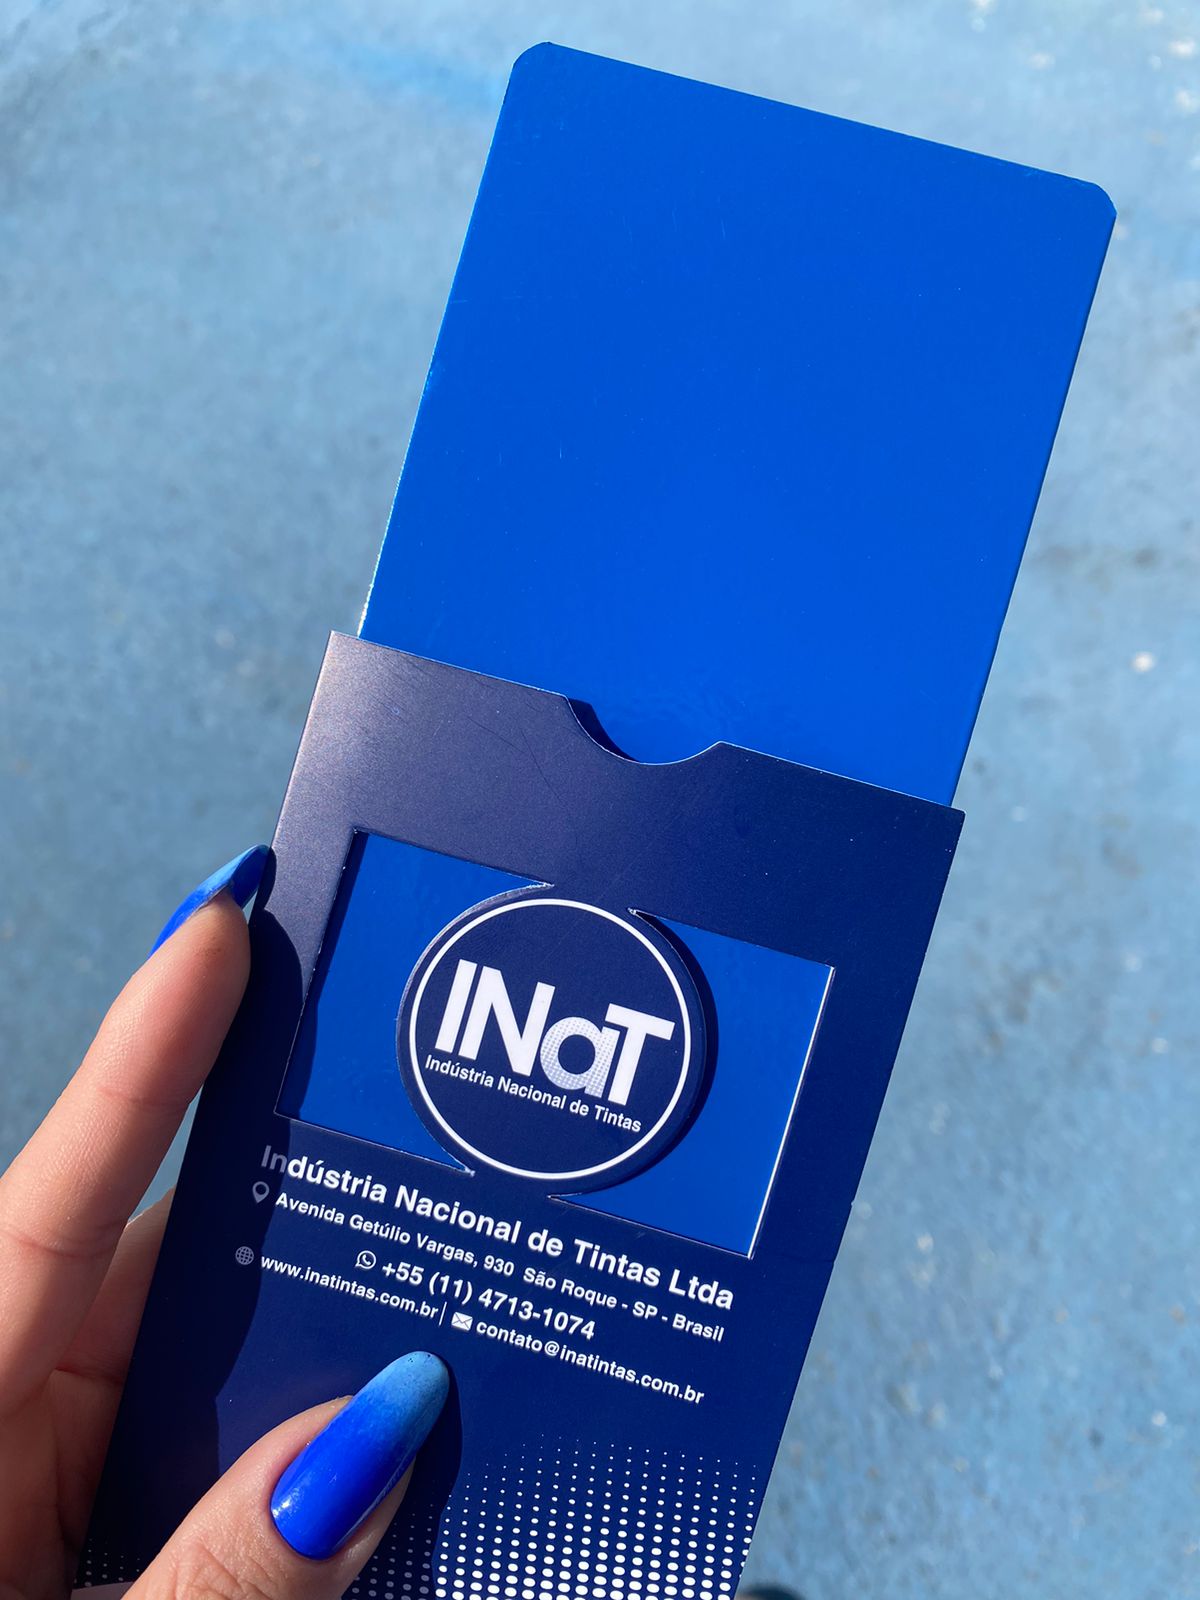 INaT
Indústria Nacional de Tintas
Indústria Nacional de Tintas Ltda
Avenida Getúlio Vargas, 930 São Roque - SP - Brasil
+55 (11) 4713-1074
www.inatintas.com.br | contato@inatintas.com.br